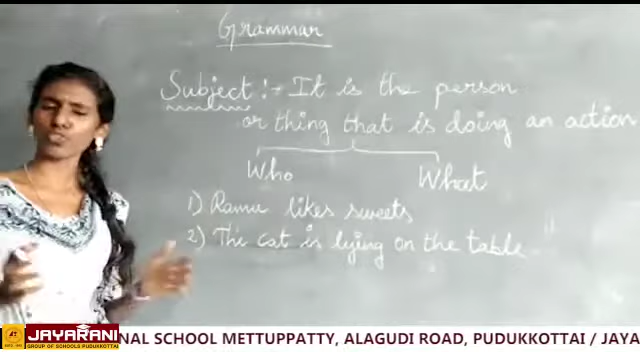 Grammar
Subject :- It is the person
or thing that is doing an action
Who What
1) Ramu likes sweets
2) The cat is lying on the table
JAYARANI
GROUP OF SCHOOLS PUDUKKOTTAI
NAL SCHOOL METTUPPATTY, ALAGUDI ROAD, PUDUKKOTTAI / JAYA